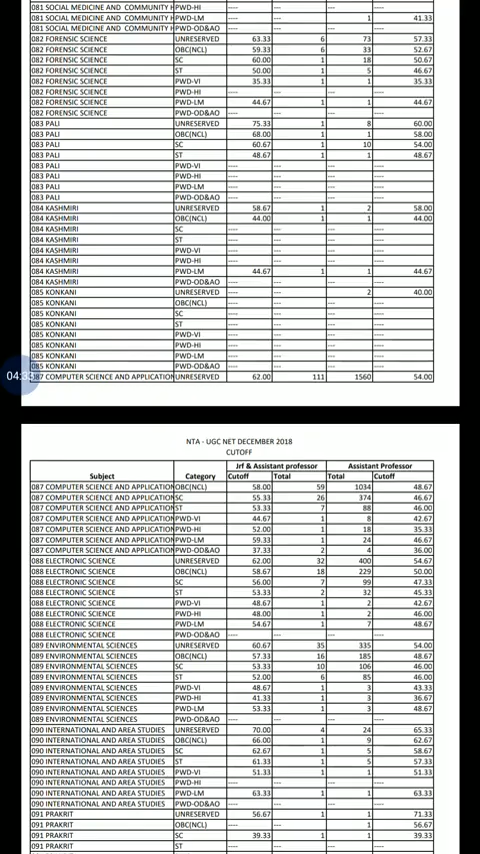 081 SOCIAL MEDICINE AND COMMUNITY H PWD-HI
081 SOCIAL MEDICINE AND COMMUNITY H PWD-LM 1 41.33
081 SOCIAL MEDICINE AND COMMUNITY H PWD-OD&AO ---- --- --- ----
082 FORENSIC SCIENCE UNRESERVED 63.33 6 73 57.33
082 FORENSIC SCIENCE OBC(NCL) 59.33 6 33 52.67
082 FORENSIC SCIENCE SC 60.00 1 18 50.67
082 FORENSIC SCIENCE ST 50.00 1 5 46.67
082 FORENSIC SCIENCE PWD-VI 35.33 1 1 35.33
082 FORENSIC SCIENCE PWD-HI ---- --- --- ----
082 FORENSIC SCIENCE PWD-LM 44.67 1 1 44.67
082 FORENSIC SCIENCE PWD-OD&AO ---- --- --- ----
083 PALI UNRESERVED 75.33 1 8 60.00
083 PALI OBC(NCL) 68.00 1 1 58.00
083 PALI SC 60.67 1 10 54.00
083 PALI ST 48.67 1 1 48.67
083 PALI PWD-VI ---- --- --- ----
083 PALI PWD-HI ---- --- --- ----
083 PALI PWD-LM ---- --- --- ----
083 PALI PWD-OD&AO ---- --- --- ----
084 KASHMIRI UNRESERVED 58.67 1 2 58.00
084 KASHMIRI OBC(NCL) 44.00 1 1 44.00
084 KASHMIRI SC ---- --- --- ----
084 KASHMIRI ST ---- --- --- ----
084 KASHMIRI PWD-VI ---- --- --- ----
084 KASHMIRI PWD-HI ---- --- --- ----
084 KASHMIRI PWD-LM 44.67 1 1 44.67
084 KASHMIRI PWD-OD&AO ---- --- --- ----
085 KONKANI UNRESERVED ---- --- 2 40.00
085 KONKANI OBC(NCL) ---- --- --- ----
085 KONKANI SC ---- --- --- ----
085 KONKANI ST ---- --- --- ----
085 KONKANI PWD-VI ---- --- --- ----
085 KONKANI PWD-HI ---- --- --- ----
085 KONKANI PWD-LM ---- --- --- ----
085 KONKANI PWD-OD&AO ---- --- --- ----
087 COMPUTER SCIENCE AND APPLICATION UNRESERVED 62.00 111 1560 54.00
NTA - UGC NET DECEMBER 2018
CUTOFF
Jrf & Assistant professor Assistant Professor
Subject Category Cutoff Total Total Cutoff
087 COMPUTER SCIENCE AND APPLICATION OBC(NCL) 58.00 59 1034 48.67
087 COMPUTER SCIENCE AND APPLICATION SC 55.33 26 374 46.67
087 COMPUTER SCIENCE AND APPLICATION ST 53.33 7 88 46.00
087 COMPUTER SCIENCE AND APPLICATION PWD-VI 44.67 1 8 42.67
087 COMPUTER SCIENCE AND APPLICATION PWD-HI 52.00 1 18 35.33
087 COMPUTER SCIENCE AND APPLICATION PWD-LM 59.33 1 24 46.67
087 COMPUTER SCIENCE AND APPLICATION PWD-OD&AO 37.33 2 4 36.00
088 ELECTRONIC SCIENCE UNRESERVED 62.00 32 400 54.67
088 ELECTRONIC SCIENCE OBC(NCL) 58.67 18 229 50.00
088 ELECTRONIC SCIENCE SC 56.00 7 99 47.33
088 ELECTRONIC SCIENCE ST 53.33 2 32 45.33
088 ELECTRONIC SCIENCE PWD-VI 48.67 1 2 42.67
088 ELECTRONIC SCIENCE PWD-HI 48.00 1 2 46.00
088 ELECTRONIC SCIENCE PWD-LM 54.67 1 7 48.67
088 ELECTRONIC SCIENCE PWD-OD&AO ---- --- --- ----
089 ENVIRONMENTAL SCIENCES UNRESERVED 60.67 35 335 54.00
089 ENVIRONMENTAL SCIENCES OBC(NCL) 57.33 16 185 48.67
089 ENVIRONMENTAL SCIENCES SC 53.33 10 106 46.00
089 ENVIRONMENTAL SCIENCES ST 52.00 6 85 46.00
089 ENVIRONMENTAL SCIENCES PWD-VI 48.67 1 3 43.33
089 ENVIRONMENTAL SCIENCES PWD-HI 41.33 1 3 36.67
089 ENVIRONMENTAL SCIENCES PWD-LM 53.33 1 3 48.67
089 ENVIRONMENTAL SCIENCES PWD-OD&AO ---- --- --- ----
090 INTERNATIONAL AND AREA STUDIES UNRESERVED 70.00 4 24 65.33
090 INTERNATIONAL AND AREA STUDIES OBC(NCL) 66.00 1 9 62.67
090 INTERNATIONAL AND AREA STUDIES SC 62.67 1 5 58.67
090 INTERNATIONAL AND AREA STUDIES ST 61.33 1 5 57.33
090 INTERNATIONAL AND AREA STUDIES PWD-VI 51.33 1 1 51.33
090 INTERNATIONAL AND AREA STUDIES PWD-HI ---- --- --- ----
090 INTERNATIONAL AND AREA STUDIES PWD-LM 63.33 1 1 63.33
090 INTERNATIONAL AND AREA STUDIES PWD-OD&AO ---- --- --- ----
091 PRAKRIT UNRESERVED 56.67 1 1 71.33
091 PRAKRIT OBC(NCL) ---- --- 1 56.67
091 PRAKRIT SC 39.33 1 1 39.33
091 PRAKRIT ST ---- --- --- ----